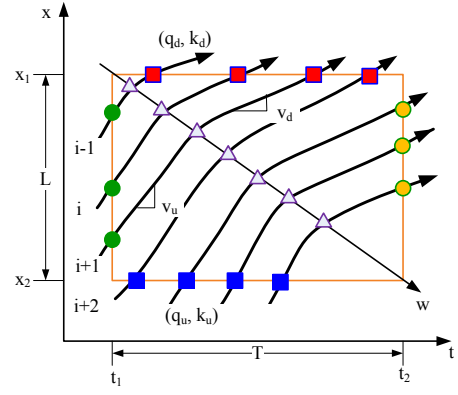 x
(q_d, k_d)
x_1
v_d
i-1
L
i
v_u
i+1
x_2
i+2
(q_u, k_u)
w
T
t
t_1
t_2